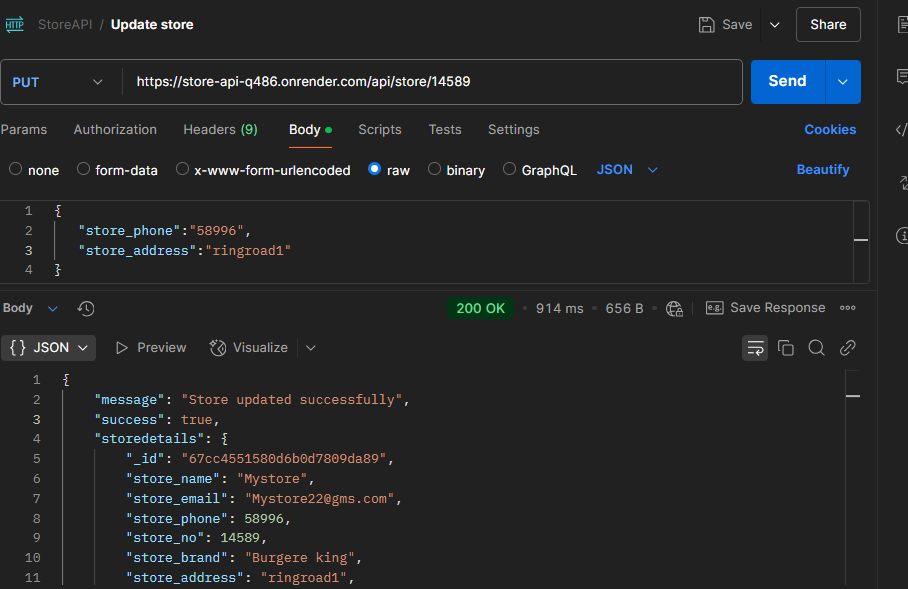 HTTP StoreAPI / Update store Save Share
PUT https://store-api-q486.onrender.com/api/store/14589 Send
Params Authorization Headers (9) Body Scripts Tests Settings Cookies
none form-data x-www-form-urlencoded raw binary GraphQL JSON Beautify
1 {
2 "store_phone":"58996",
3 "store_address":"ringroad1"
4 }
Body 200 OK 914 ms 656 B e.g. Save Response
{} JSON Preview Visualize
1 {
2 "message": "Store updated successfully",
3 "success": true,
4 "storedetails": {
5 "_id": "67cc4551580d6b0d7809da89",
6 "store_name": "Mystore",
7 "store_email": "Mystore22@gms.com",
8 "store_phone": 58996,
9 "store_no": 14589,
10 "store_brand": "Burgere king",
11 "store_address": "ringroad1",